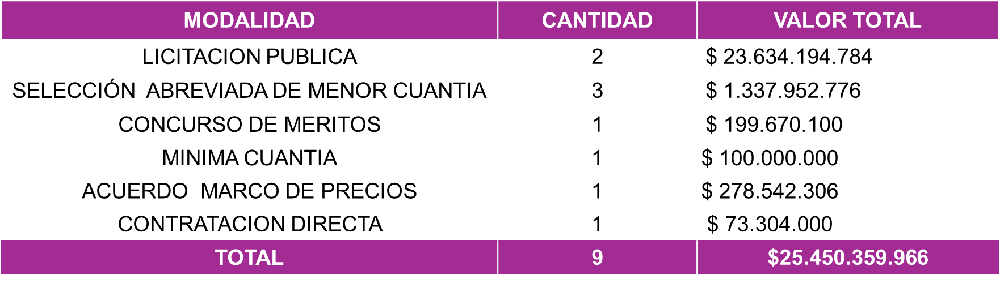 MODALIDAD CANTIDAD VALOR TOTAL
LICITACION PUBLICA 2 $ 23.634.194.784
SELECCIÓN  ABREVIADA DE MENOR CUANTIA 3 $ 1.337.952.776
CONCURSO DE MERITOS 1 $ 199.670.100
MINIMA CUANTIA 1 $ 100.000.000
ACUERDO  MARCO DE PRECIOS 1 $ 278.542.306
CONTRATACION DIRECTA 1 $ 73.304.000
TOTAL 9 $25.450.359.966